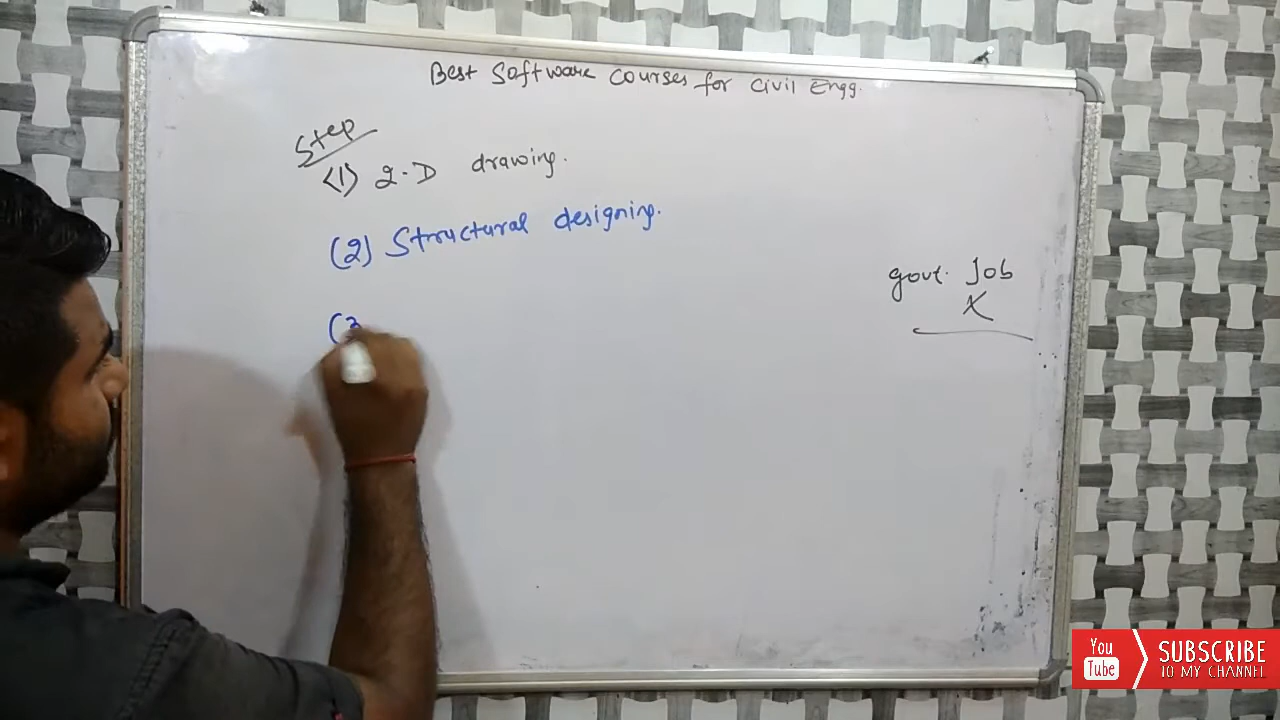 Best Software Courses for Civil Engg.
Step
(1) 2-D drawing.
(2) Structural designing.
govt. Job
X
(3
You
Tube
SUBSCRIBE
TO MY CHANNEL